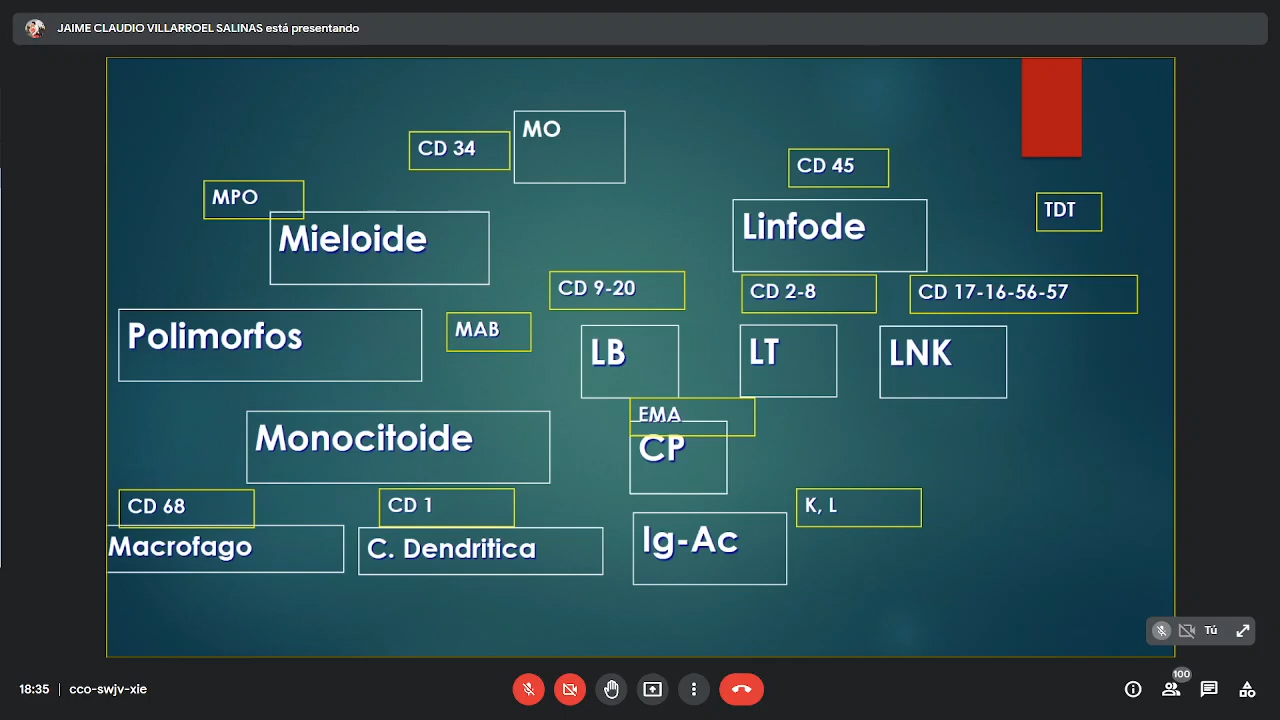 JAIME CLAUDIO VILLARROEL SALINAS está presentando
MO
CD 34
CD 45
MPO
TDT
Mieloide
Linfode
CD 9-20
CD 2-8
CD 17-16-56-57
Polimorfos
MAB
LB
LT
LNK
EMA
Monocitoide
CP
CD 68
CD 1
K, L
Macrofago
C. Dendritica
Ig-Ac
Tú
100
18:35
cco-swjv-xie